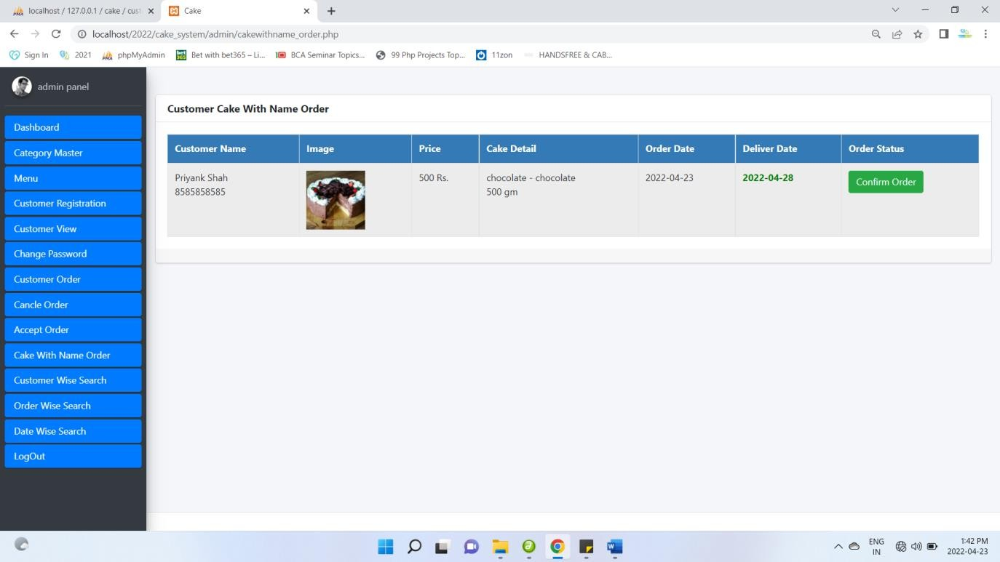 localhost / 127.0.0.1 / cake / cust
Cake
localhost/2022/cake_system/admin/cakewithname_order.php
Sign In
2021
phpMyAdmin
bet365
Bet with bet365 – Li...
BCA Seminar Topics...
99 Php Projects Top...
11zon
HANDSFREE & CAB...
admin panel
Dashboard
Category Master
Menu
Customer Registration
Customer View
Change Password
Customer Order
Cancle Order
Accept Order
Cake With Name Order
Customer Wise Search
Order Wise Search
Date Wise Search
LogOut
Customer Cake With Name Order
Customer Name Image Price Cake Detail Order Date Deliver Date Order Status
Priyank Shah 500 Rs. chocolate - chocolate 2022-04-23 2022-04-28 Confirm Order
8585858585 500 gm
ENG
IN
1:42 PM
2022-04-23